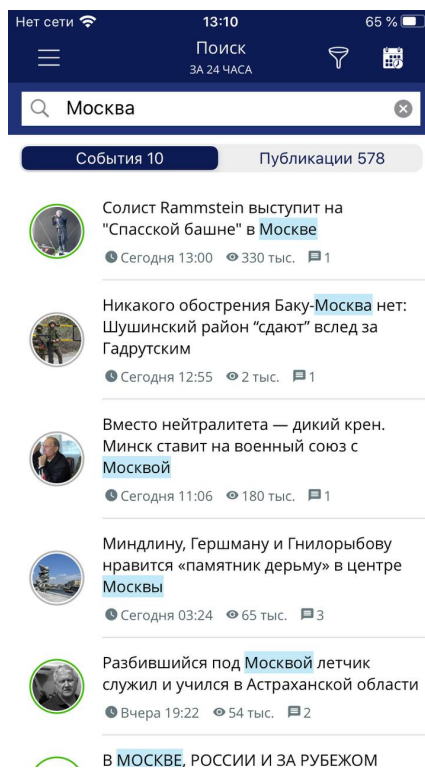 Нет сети 13:10 65 %
Поиск
ЗА 24 ЧАСА
Москва
События 10 Публикации 578
Солист Rammstein выступит на
"Спасской башне" в Москве
Сегодня 13:00 330 тыс. 1
Никакого обострения Баку-Москва нет:
Шушинский район “сдают” вслед за
Гадрутским
Сегодня 12:55 2 тыс. 1
Вместо нейтралитета — дикий крен.
Минск ставит на военный союз с
Москвой
Сегодня 11:06 180 тыс. 1
Миндлину, Гершману и Гнилорыбову
нравится «памятник дерьму» в центре
Москвы
Сегодня 03:24 65 тыс. 3
Разбившийся под Москвой летчик
служил и учился в Астраханской области
Вчера 19:22 54 тыс. 2
В МОСКВЕ, РОССИИ И ЗА РУБЕЖОМ